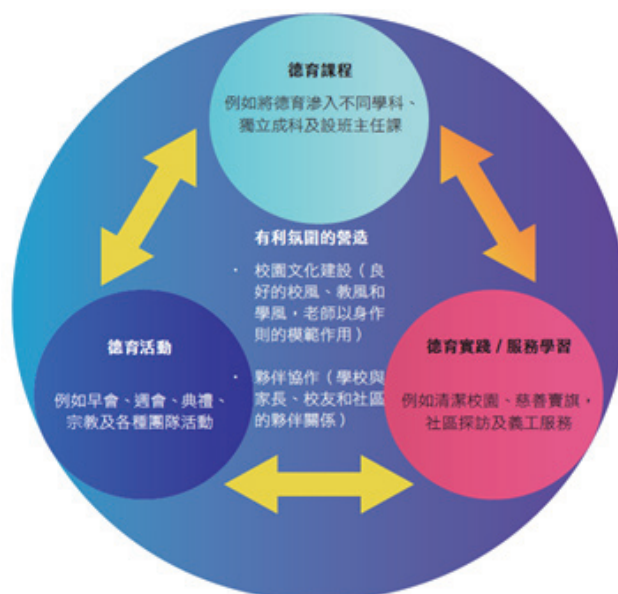 德育課程
例如將德育滲入不同學科、
獨立成科及設班主任課
有利氛圍的營造
· 校園文化建設（良
好的校風、教風和
學風，老師以身作
則的模範作用）
· 夥伴協作（學校與
家長、校友和社區
的夥伴關係）
德育活動
例如早會、週會、典禮、
宗教及各種團隊活動
德育實踐 / 服務學習
例如清潔校園、慈善賣旗，
社區探訪及義工服務